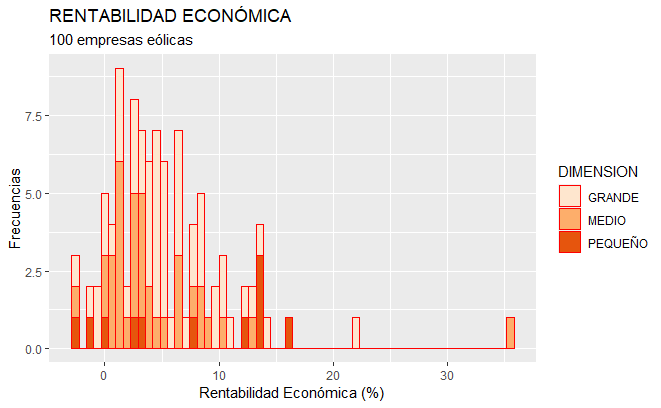 RENTABILIDAD ECONÓMICA
100 empresas eólicas
7.5
5.0
2.5
0.0
Frecuencias
0 10 20 30
Rentabilidad Económica (%)
DIMENSION
GRANDE
MEDIO
PEQUEÑO